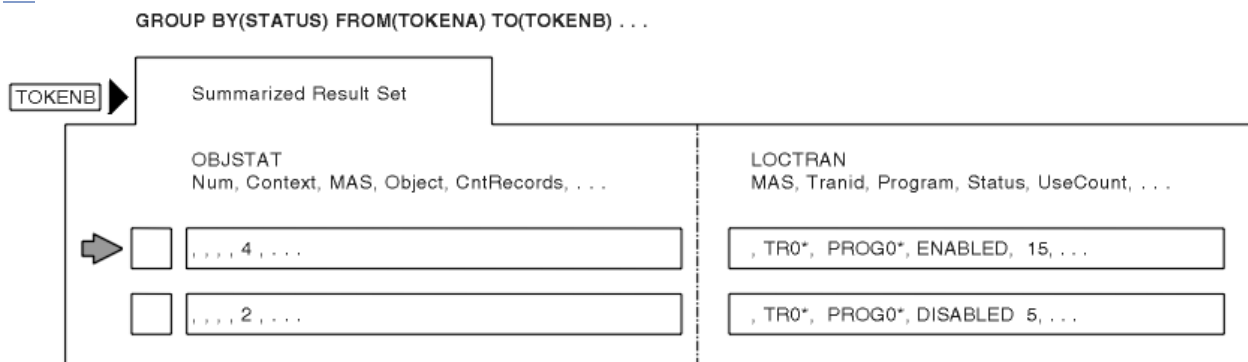 GROUP BY(STATUS) FROM(TOKENA) TO(TOKENB) . . .
TOKENB
Summarized Result Set
OBJSTAT
Num, Context, MAS, Object, CntRecords, . . .
LOCTRAN
MAS, Tranid, Program, Status, UseCount, . . .
, , , , 4 , . . .
, TR0*, PROG0*, ENABLED, 15, . . .
, , , , 2 , . . .
, TR0*, PROG0*, DISABLED 5, . . .